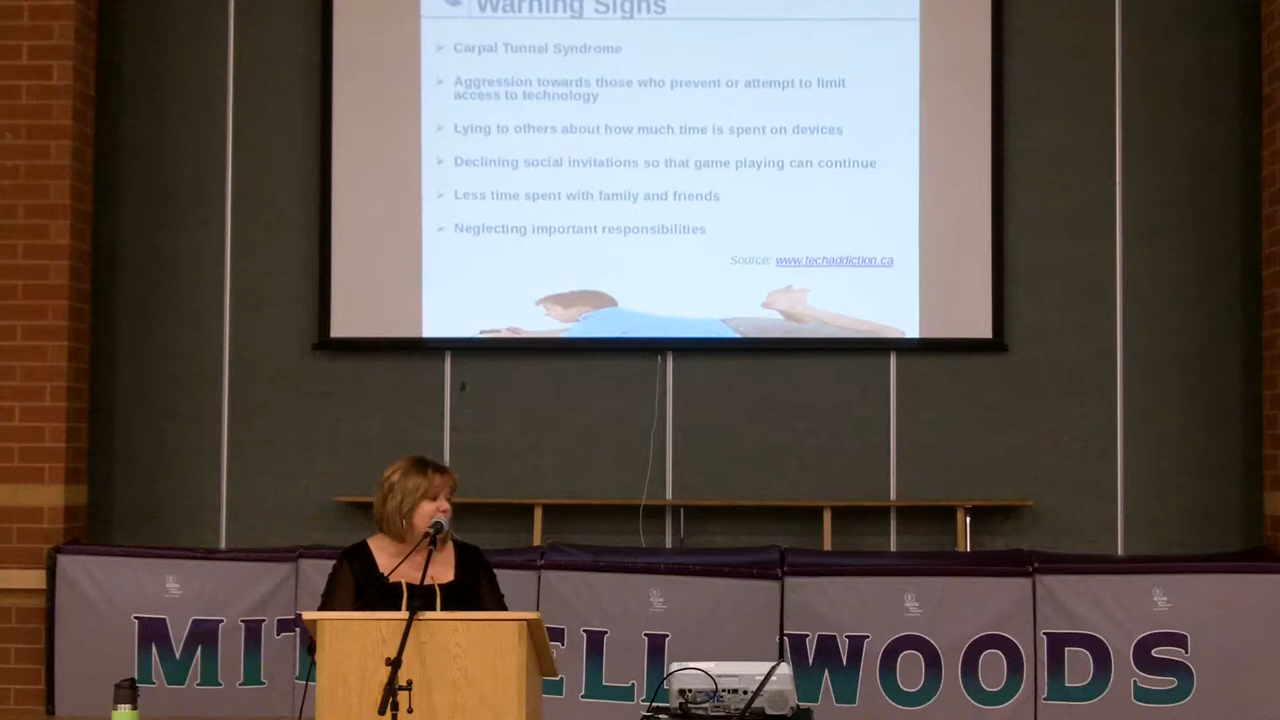 Warning Signs
➢ Carpal Tunnel Syndrome
➢ Aggression towards those who prevent or attempt to limit
access to technology
➢ Lying to others about how much time is spent on devices
➢ Declining social invitations so that game playing can continue
➢ Less time spent with family and friends
➢ Neglecting important responsibilities
Source: www.techaddiction.ca
MIT ELL WOODS